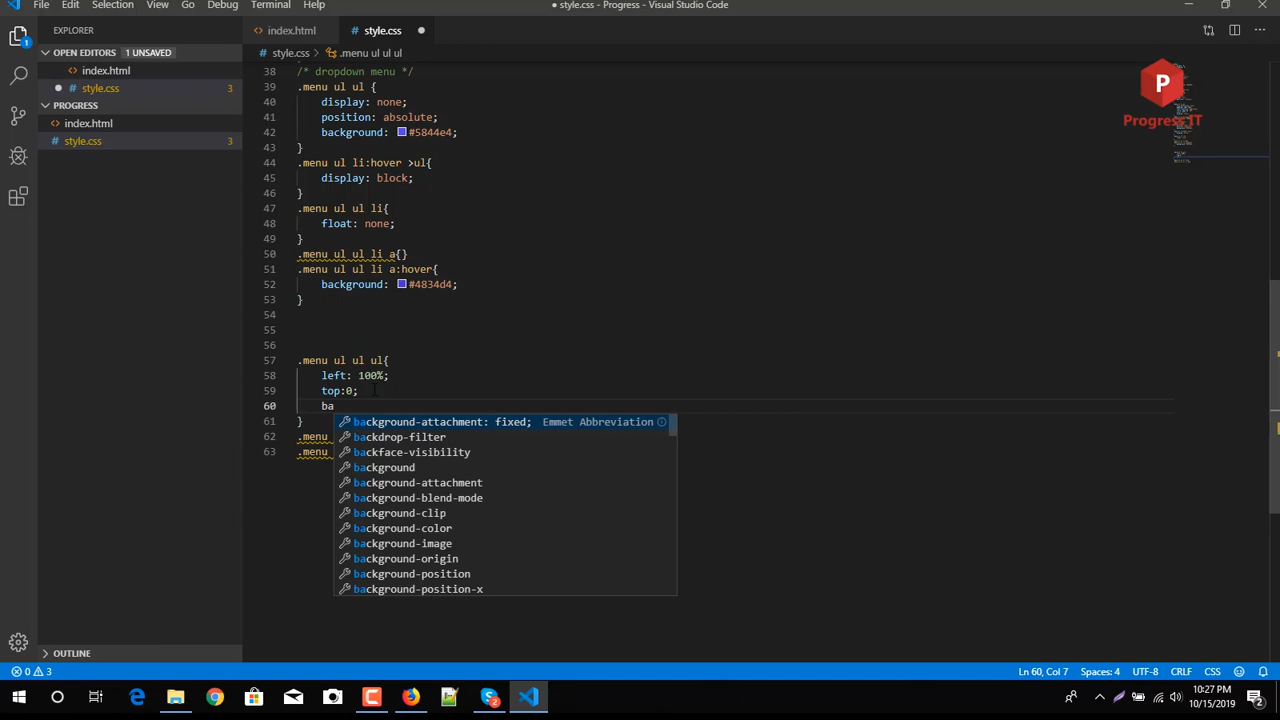 File Edit Selection View Go Debug Terminal Help
● style.css - Progress - Visual Studio Code
EXPLORER
index.html
style.css
OPEN EDITORS 1 UNSAVED
index.html
style.css 3
PROGRESS
index.html
style.css 3
OUTLINE
style.css > .menu ul ul ul
38 /* dropdown menu */
39 .menu ul ul {
40 display: none;
41 position: absolute;
42 background: #5844e4;
43 }
44 .menu ul li:hover >ul{
45 display: block;
46 }
47 .menu ul ul li{
48 float: none;
49 }
50 .menu ul ul li a{}
51 .menu ul ul li a:hover{
52 background: #4834d4;
53 }
54
55
56
57 .menu ul ul ul{
58 left: 100%;
59 top:0;
60 ba
61 }
62 .menu
63 .menu
background-attachment: fixed; Emmet Abbreviation
backdrop-filter
backface-visibility
background
background-attachment
background-blend-mode
background-clip
background-color
background-image
background-origin
background-position
background-position-x
P
Progress IT
0 3
Ln 60, Col 7 Spaces: 4 UTF-8 CRLF CSS
10:27 PM
10/15/2019